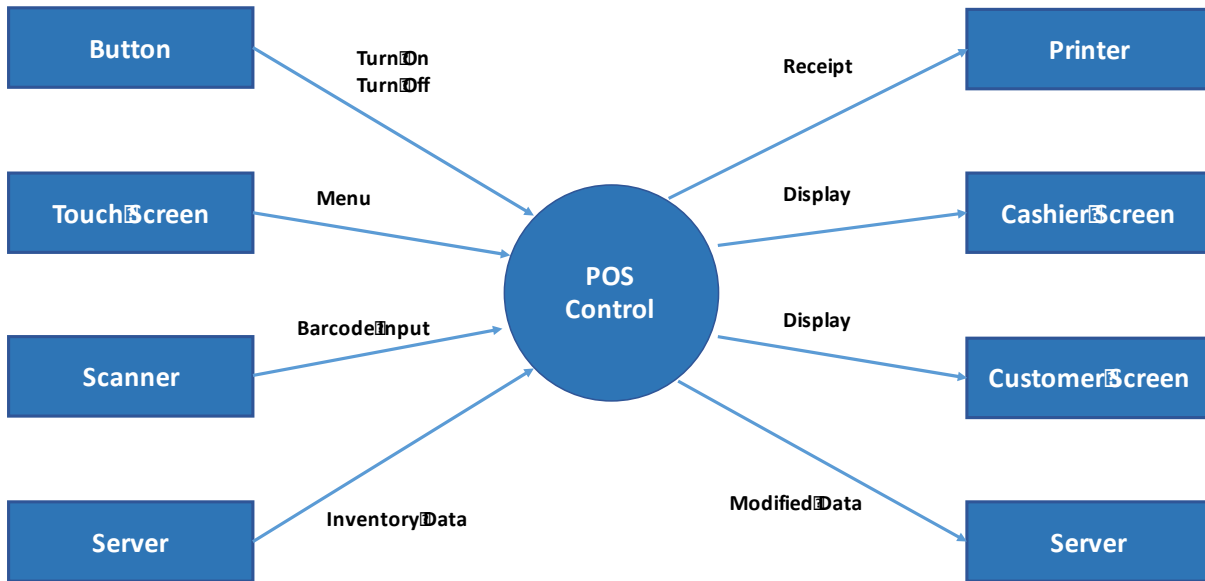 Button
Turn On
Turn Off
Receipt
Printer
Touch Screen
Menu
Display
Cashier Screen
POS
Control
Scanner
Barcode Input
Display
Customer Screen
Server
Inventory Data
Modified Data
Server